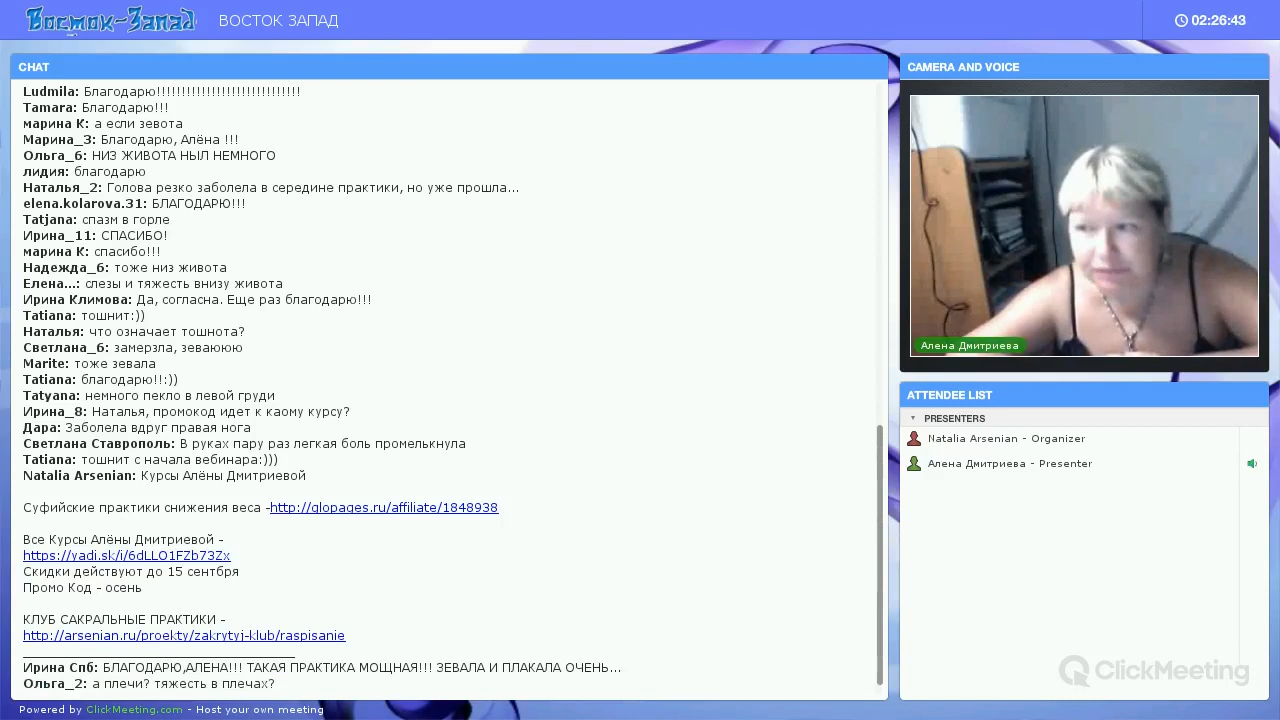 Восток-Запад
ВОСТОК ЗАПАД
02:26:43
CHAT
Ludmila: Благодарю!!!!!!!!!!!!!!!!!!!!!!!!!!!!!
Tamara: Благодарю!!!
марина К: а если зевота
Марина_3: Благодарю, Алёна !!!
Ольга_6: НИЗ ЖИВОТА НЫЛ НЕМНОГО
лидия: благодарю
Наталья_2: Голова резко заболела в середине практики, но уже прошла...
elena.kolarova.31: БЛАГОДАРЮ!!!
Tatjana: спазм в горле
Ирина_11: СПАСИБО!
марина К: спасибо!!!
Надежда_6: тоже низ живота
Елена...: слезы и тяжесть внизу живота
Ирина Климова: Да, согласна. Еще раз благодарю!!!
Tatiana: тошнит:))
Наталья: что означает тошнота?
Светлана_6: замерзла, зеваююю
Marite: тоже зевала
Tatiana: благодарю!!:))
Tatyana: немного пекло в левой груди
Ирина_8: Наталья, промокод идет к каому курсу?
Дара: Заболела вдруг правая нога
Светлана Ставрополь: В руках пару раз легкая боль промелькнула
Tatiana: тошнит с начала вебинара:)))
Natalia Arsenian: Курсы Алёны Дмитриевой
Суфийские практики снижения веса -http://glopages.ru/affiliate/1848938
Все Курсы Алёны Дмитриевой -
https://yadi.sk/i/6dLLO1FZb73Zx
Скидки действуют до 15 сентбря
Промо Код - осень
КЛУБ САКРАЛЬНЫЕ ПРАКТИКИ -
http://arsenian.ru/proekty/zakrytyj-klub/raspisanie
Ирина Спб: БЛАГОДАРЮ,АЛЕНА!!! ТАКАЯ ПРАКТИКА МОЩНАЯ!!! ЗЕВАЛА И ПЛАКАЛА ОЧЕНЬ...
Ольга_2: а плечи? тяжесть в плечах?
CAMERA AND VOICE
Алена Дмитриева
ATTENDEE LIST
PRESENTERS
Natalia Arsenian - Organizer
Алена Дмитриева - Presenter
ClickMeeting
Powered by ClickMeeting.com - Host your own meeting